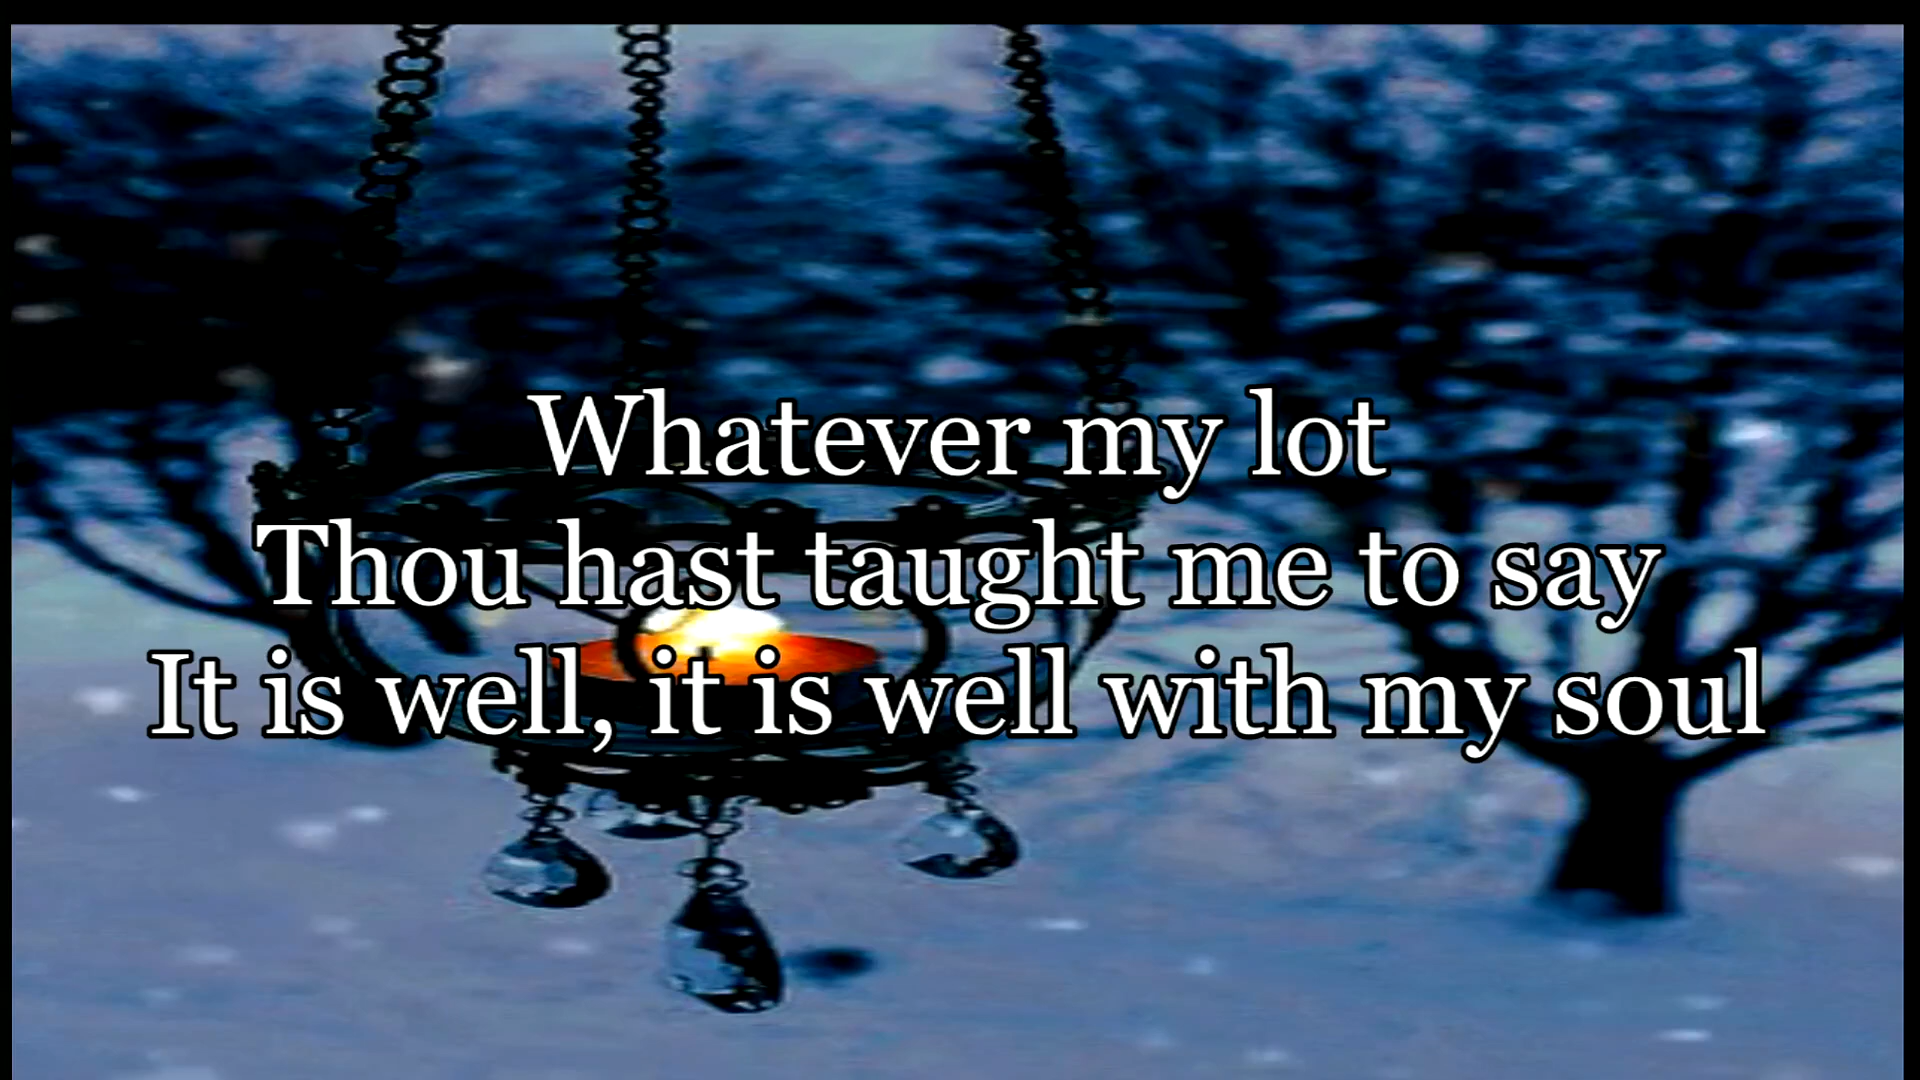 Whatever my lot
Thou hast taught me to say
It is well, it is well with my soul